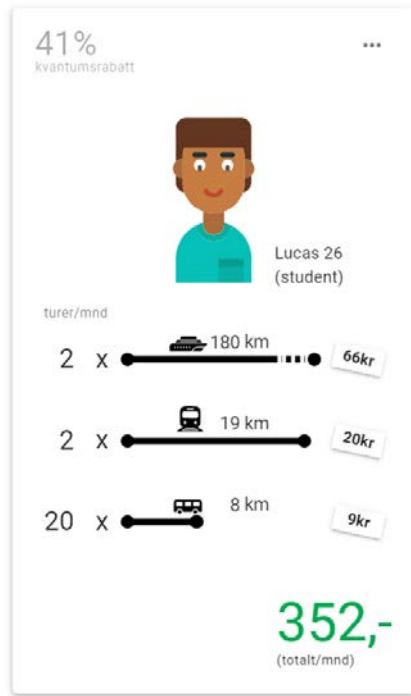 41%
kvantumsrabatt
Lucas 26
(student)
turer/mnd
2 x 180 km 66kr
2 x 19 km 20kr
20 x 8 km 9kr
352,-
(totalt/mnd)